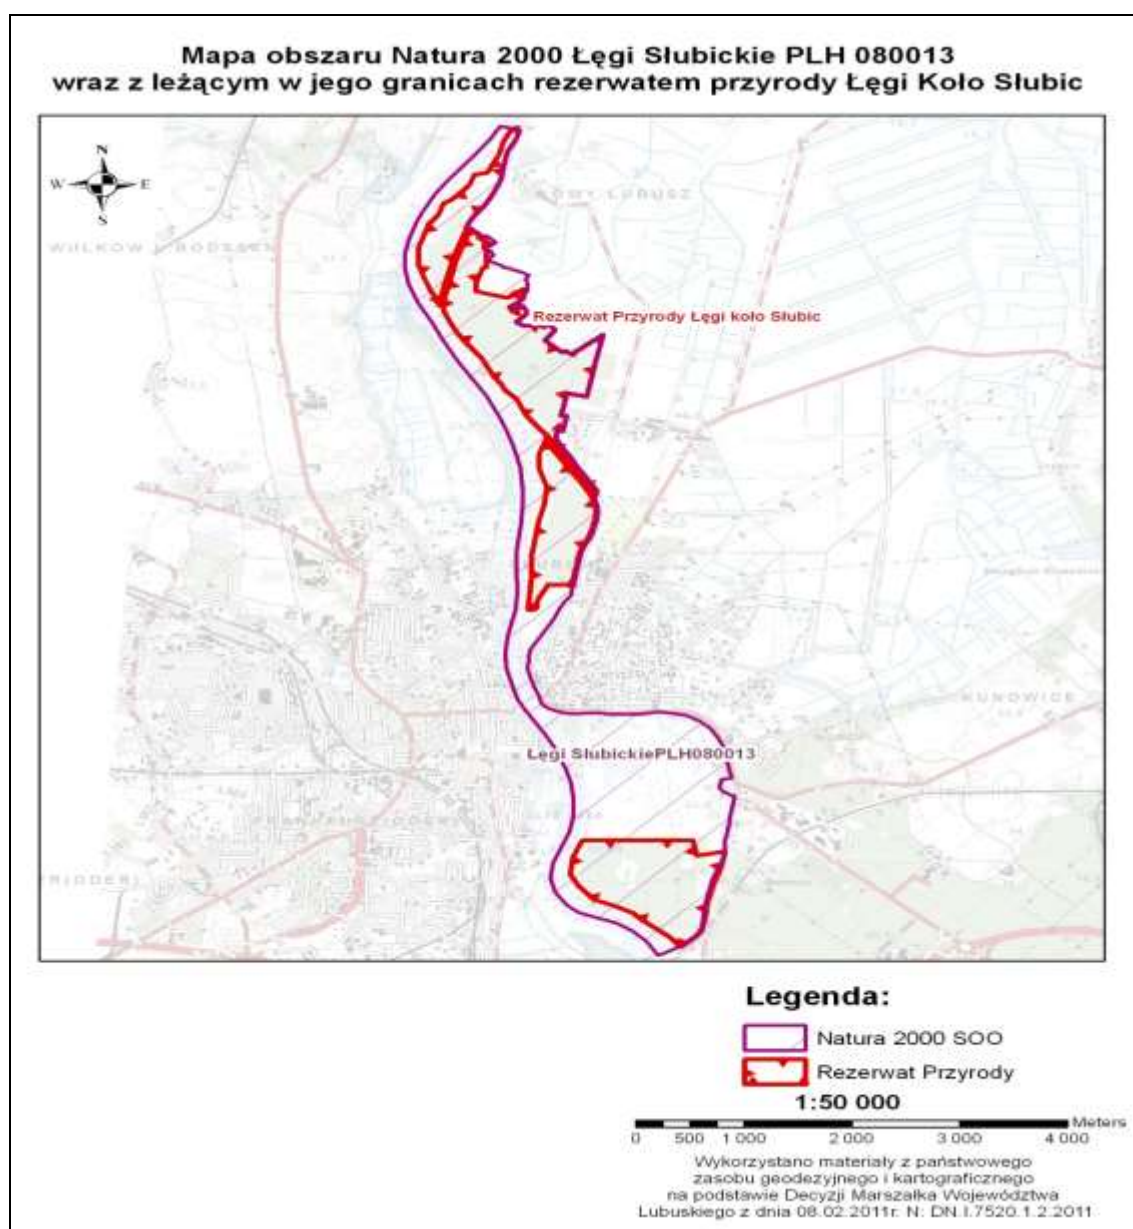 Mapa obszaru Natura 2000 Łęgi Słubickie PLH 080013
wraz z leżącym w jego granicach rezerwatem przyrody Łęgi Koło Słubic
N
W E
S
NOWY LUBUSZ
Rezerwat Przyrody Łęgi koło Słubic
KUNOWICE
Łęgi SłubickiePLH080013
Legenda:
Natura 2000 SOO
Rezerwat Przyrody
1:50 000
Meters
0 500 1 000 2 000 3 000 4 000
Wykorzystano materiały z państwowego
zasobu geodezyjnego i kartograficznego
na podstawie Decyzji Marszałka Województwa
Lubuskiego z dnia 08.02.2011r. N: DN.I.7520.1.2.2011